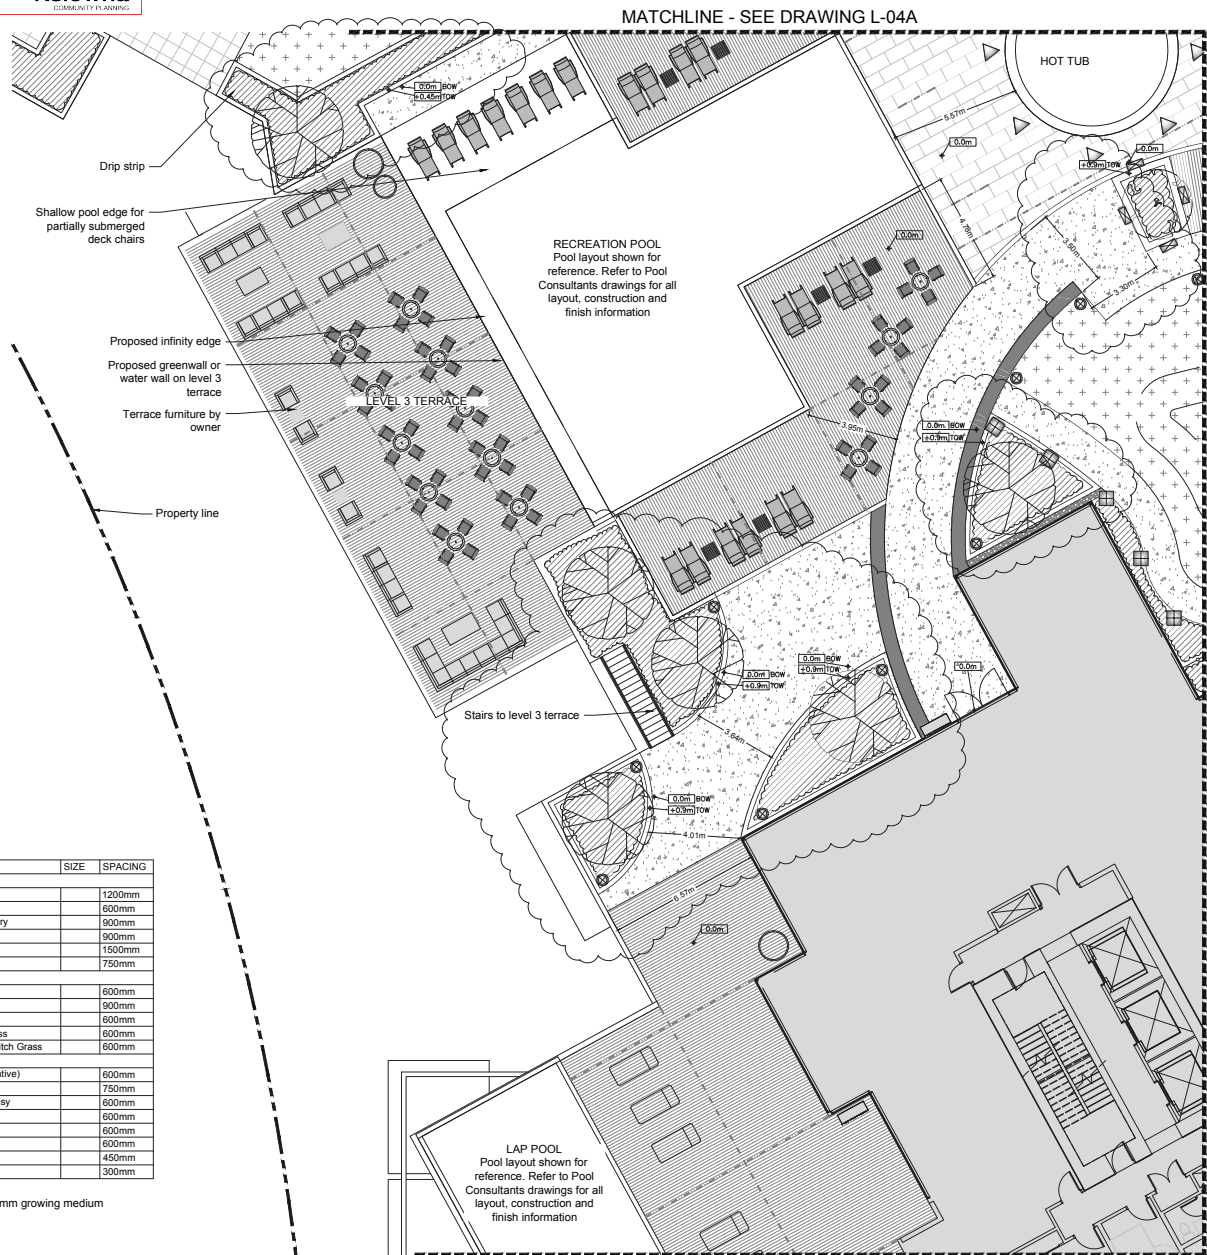 COMMUNITY PLANNING
MATCHLINE - SEE DRAWING L-04A
HOT TUB
0.0m BOW
+0.45m TOW
5.57m
0.0m
0.0m
+0.9m TOW
Drip strip
Shallow pool edge for
partially submerged
deck chairs
4.78m
3.50m
3.30m
0.0m
RECREATION POOL
Pool layout shown for
reference. Refer to Pool
Consultants drawings for all
layout, construction and
finish information
Proposed infinity edge
Proposed greenwall or
water wall on level 3
terrace
LEVEL 3 TERRACE
Terrace furniture by
owner
3.95m
0.0m BOW
+0.9m TOW
Property line
0.0m BOW
+0.9m TOW
0.0m BOW
+0.9m TOW
0.0m
Stairs to level 3 terrace
3.64m
0.0m BOW
+0.9m TOW
4.01m
6.57m
0.0m
SIZE SPACING
1200mm
600mm
ry 900mm
900mm
1500mm
750mm
600mm
900mm
600mm
ss 600mm
itch Grass 600mm
ative) 600mm
750mm
isy 600mm
600mm
600mm
600mm
450mm
300mm
mm growing medium
LAP POOL
Pool layout shown for
reference. Refer to Pool
Consultants drawings for all
layout, construction and
finish information